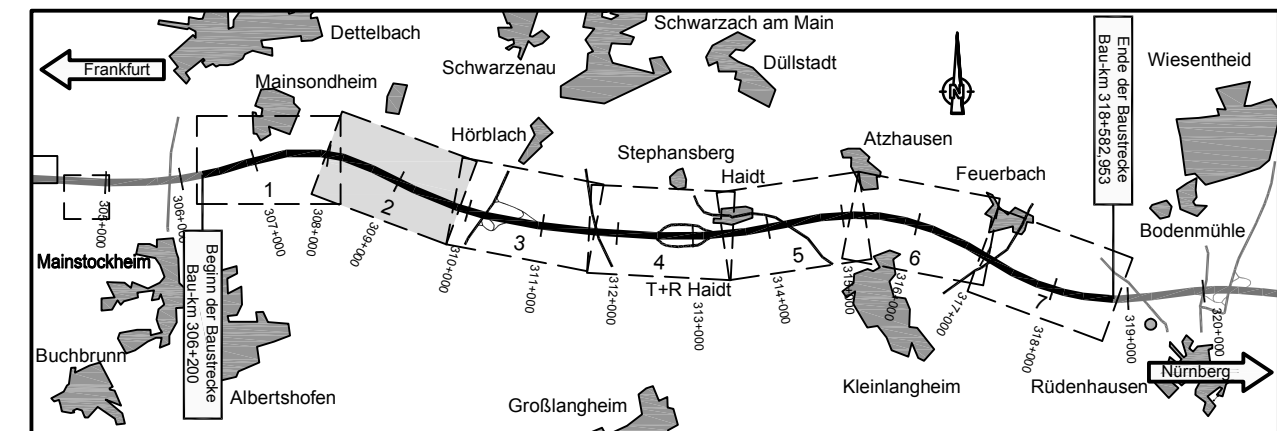 Dettelbach
Schwarzach am Main
Frankfurt
Schwarzenau
Düllstadt
Wiesentheid
Mainsondheim
Hörblach
Stephansberg
Haidt
Atzhausen
Feuerbach
Ende der Baustrecke
Bau-km 318+582,953
Bodenmühle
N
1
2
3
4
5
6
7
305+000
306+000
307+000
308+000
309+000
310+000
311+000
312+000
313+000
314+000
315+000
316+000
317+000
318+000
319+000
320+000
T+R Haidt
Mainstockheim
Beginn der Baustrecke
Bau-km 306+200
Buchbrunn
Albertshofen
Großlangheim
Kleinlangheim
Rüdenhausen
Nürnberg